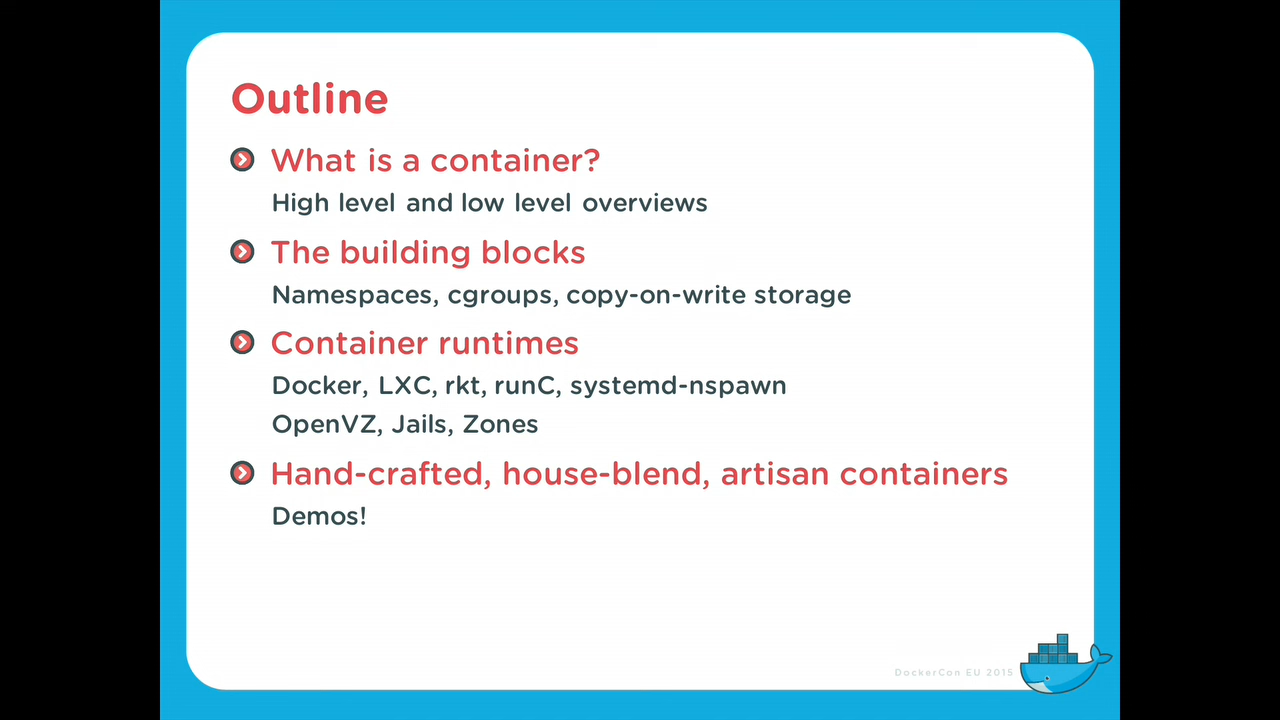 Outline
What is a container?
High level and low level overviews
The building blocks
Namespaces, cgroups, copy-on-write storage
Container runtimes
Docker, LXC, rkt, runC, systemd-nspawn
OpenVZ, Jails, Zones
Hand-crafted, house-blend, artisan containers
Demos!
DockerCon EU 2015